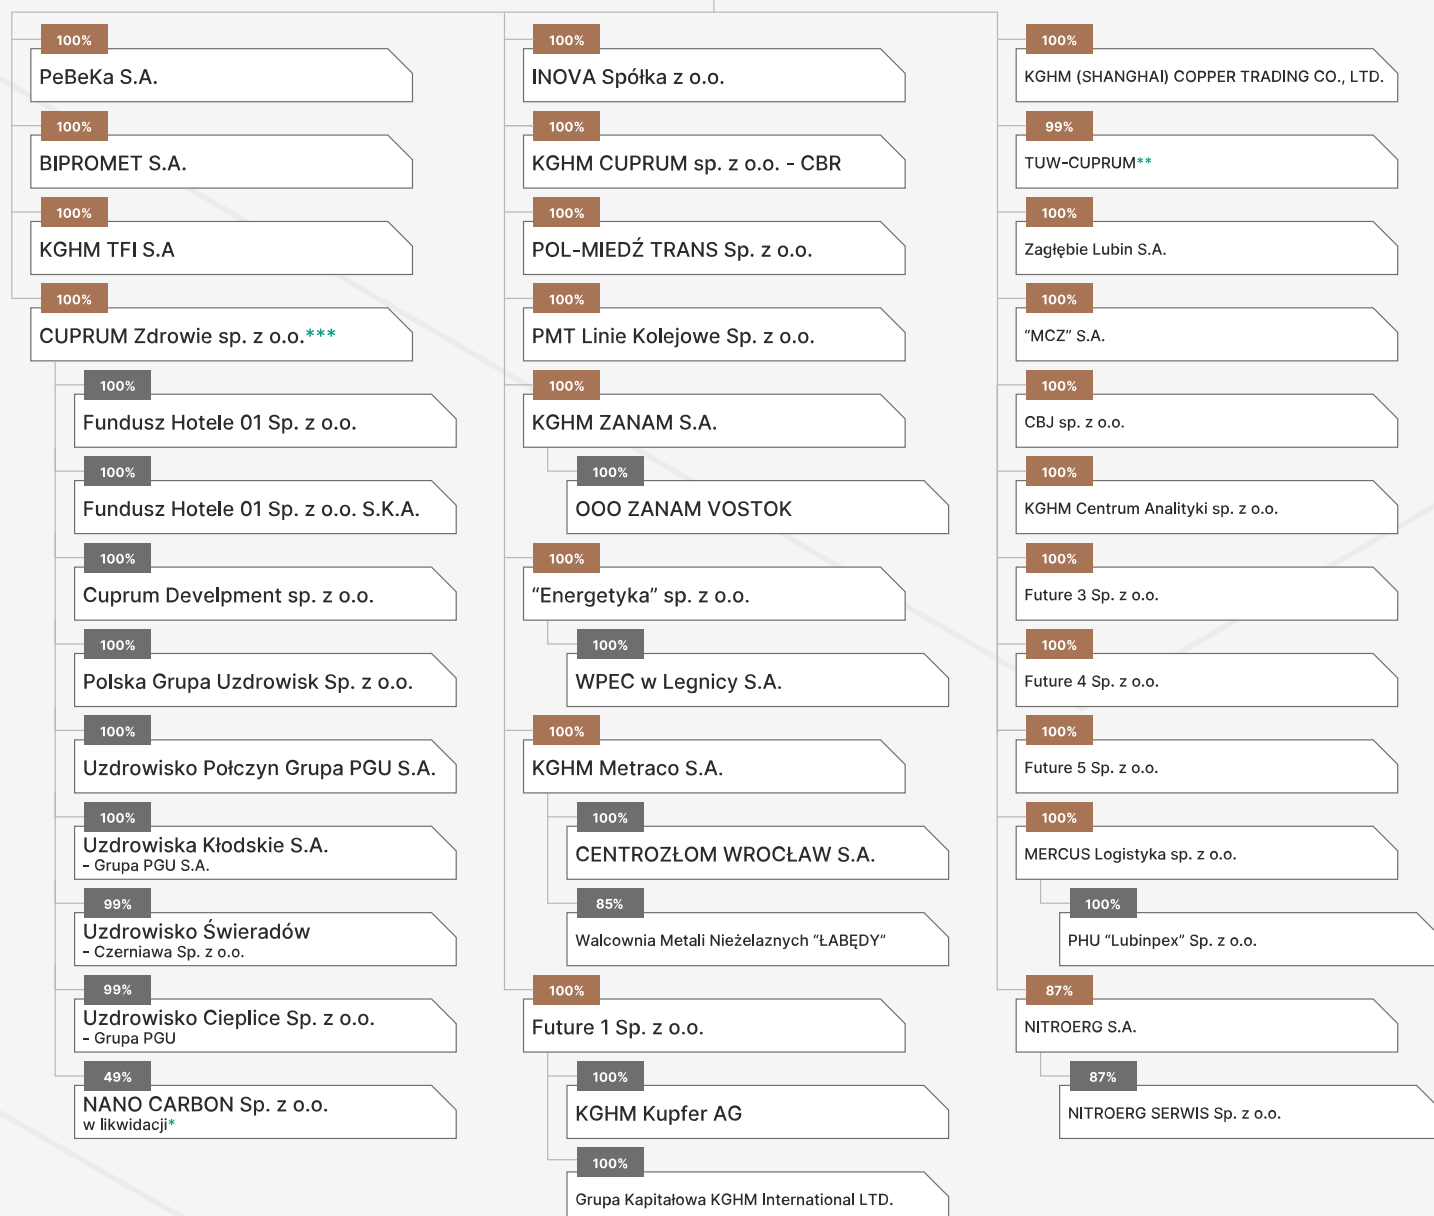 100%
PeBeKa S.A.
100%
BIPROMET S.A.
100%
KGHM TFI S.A
100%
CUPRUM Zdrowie sp. z o.o.***
100%
Fundusz Hotele 01 Sp. z o.o.
100%
Fundusz Hotele 01 Sp. z o.o. S.K.A.
100%
Cuprum Develpment sp. z o.o.
100%
Polska Grupa Uzdrowisk Sp. z o.o.
100%
Uzdrowisko Połczyn Grupa PGU S.A.
100%
Uzdrowiska Kłodskie S.A.
- Grupa PGU S.A.
99%
Uzdrowisko Świeradów
- Czerniawa Sp. z o.o.
99%
Uzdrowisko Cieplice Sp. z o.o.
- Grupa PGU
49%
NANO CARBON Sp. z o.o.
w likwidacji*
100%
INOVA Spółka z o.o.
100%
KGHM CUPRUM sp. z o.o. - CBR
100%
POL-MIEDŹ TRANS Sp. z o.o.
100%
PMT Linie Kolejowe Sp. z o.o.
100%
KGHM ZANAM S.A.
100%
OOO ZANAM VOSTOK
100%
“Energetyka” sp. z o.o.
100%
WPEC w Legnicy S.A.
100%
KGHM Metraco S.A.
100%
CENTROZŁOM WROCŁAW S.A.
85%
Walcownia Metali Nieżelaznych “ŁABĘDY”
100%
Future 1 Sp. z o.o.
100%
KGHM Kupfer AG
100%
Grupa Kapitałowa KGHM International LTD.
100%
KGHM (SHANGHAI) COPPER TRADING CO., LTD.
99%
TUW-CUPRUM**
100%
Zagłębie Lubin S.A.
100%
“MCZ” S.A.
100%
CBJ sp. z o.o.
100%
KGHM Centrum Analityki sp. z o.o.
100%
Future 3 Sp. z o.o.
100%
Future 4 Sp. z o.o.
100%
Future 5 Sp. z o.o.
100%
MERCUS Logistyka sp. z o.o.
100%
PHU “Lubinpex” Sp. z o.o.
87%
NITROERG S.A.
87%
NITROERG SERWIS Sp. z o.o.